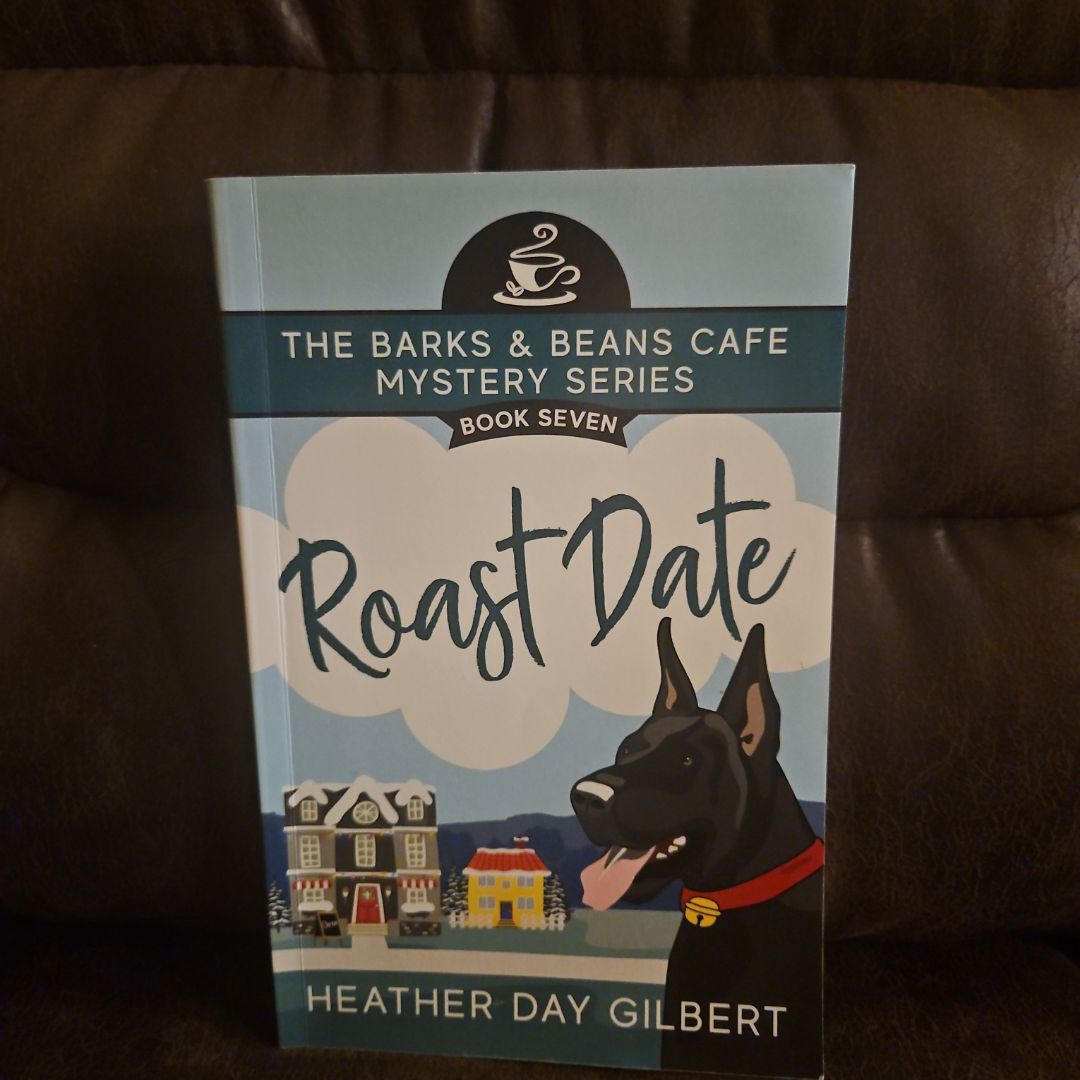 THE BARKS & BEANS CAFE
MYSTERY SERIES
BOOK SEVEN
Roast Date
HEATHER DAY GILBERT